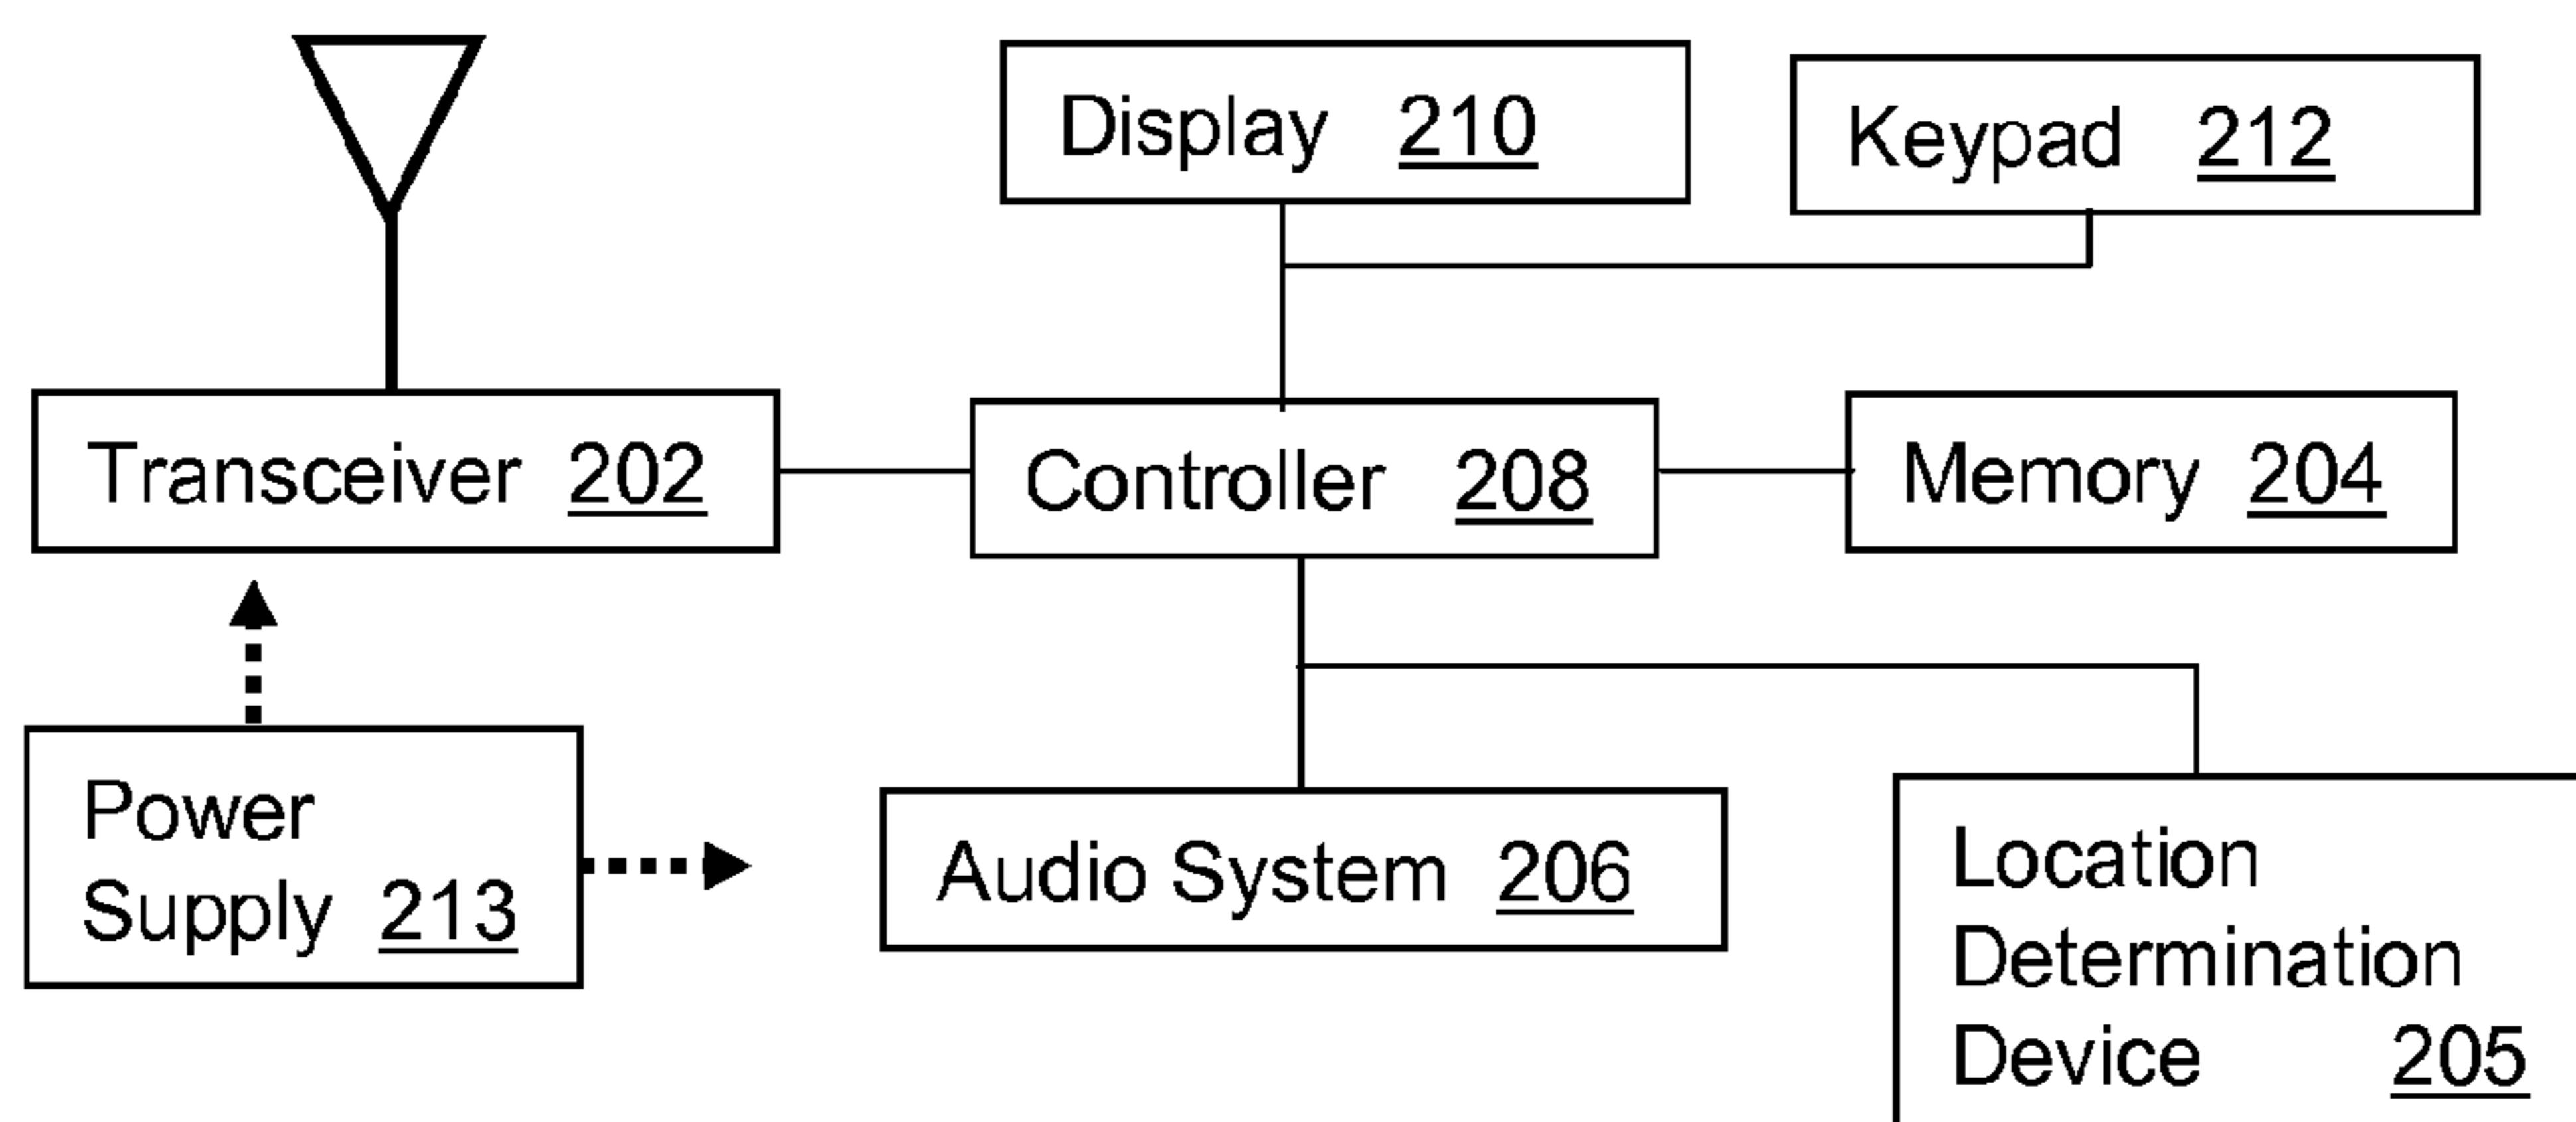 Display 210
Keypad 212
Transceiver 202
Controller 208
Memory 204
Power
Supply 213
Audio System 206
Location
Determination
Device 205